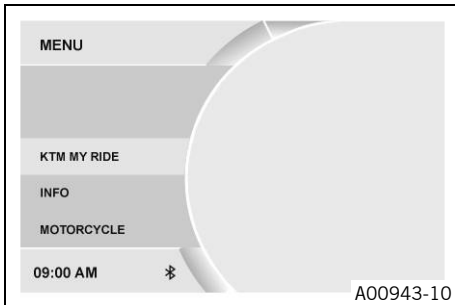 MENU
KTM MY RIDE
INFO
MOTORCYCLE
09:00 AM
A00943-10